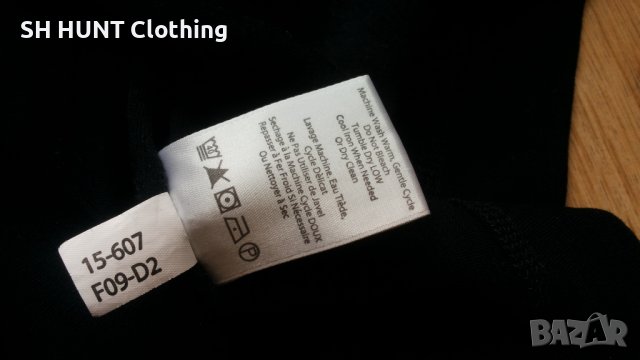 SH HUNT Clothing
Machine Wash Warm, Gentle Cycle
Do Not Bleach
Tumble Dry LOW
Cool Iron When Needed
Or Dry Clean
Lavage Machine, Eau Tiède,
Cycle Délicat
Ne Pas Utiliser de Javel
Sechage à la Machine Cycle DOUX
Repasser à Fer Froid Si Nécessaire
Ou Nettoyer à Sec
P
15-607
F09-D2
BAZAR